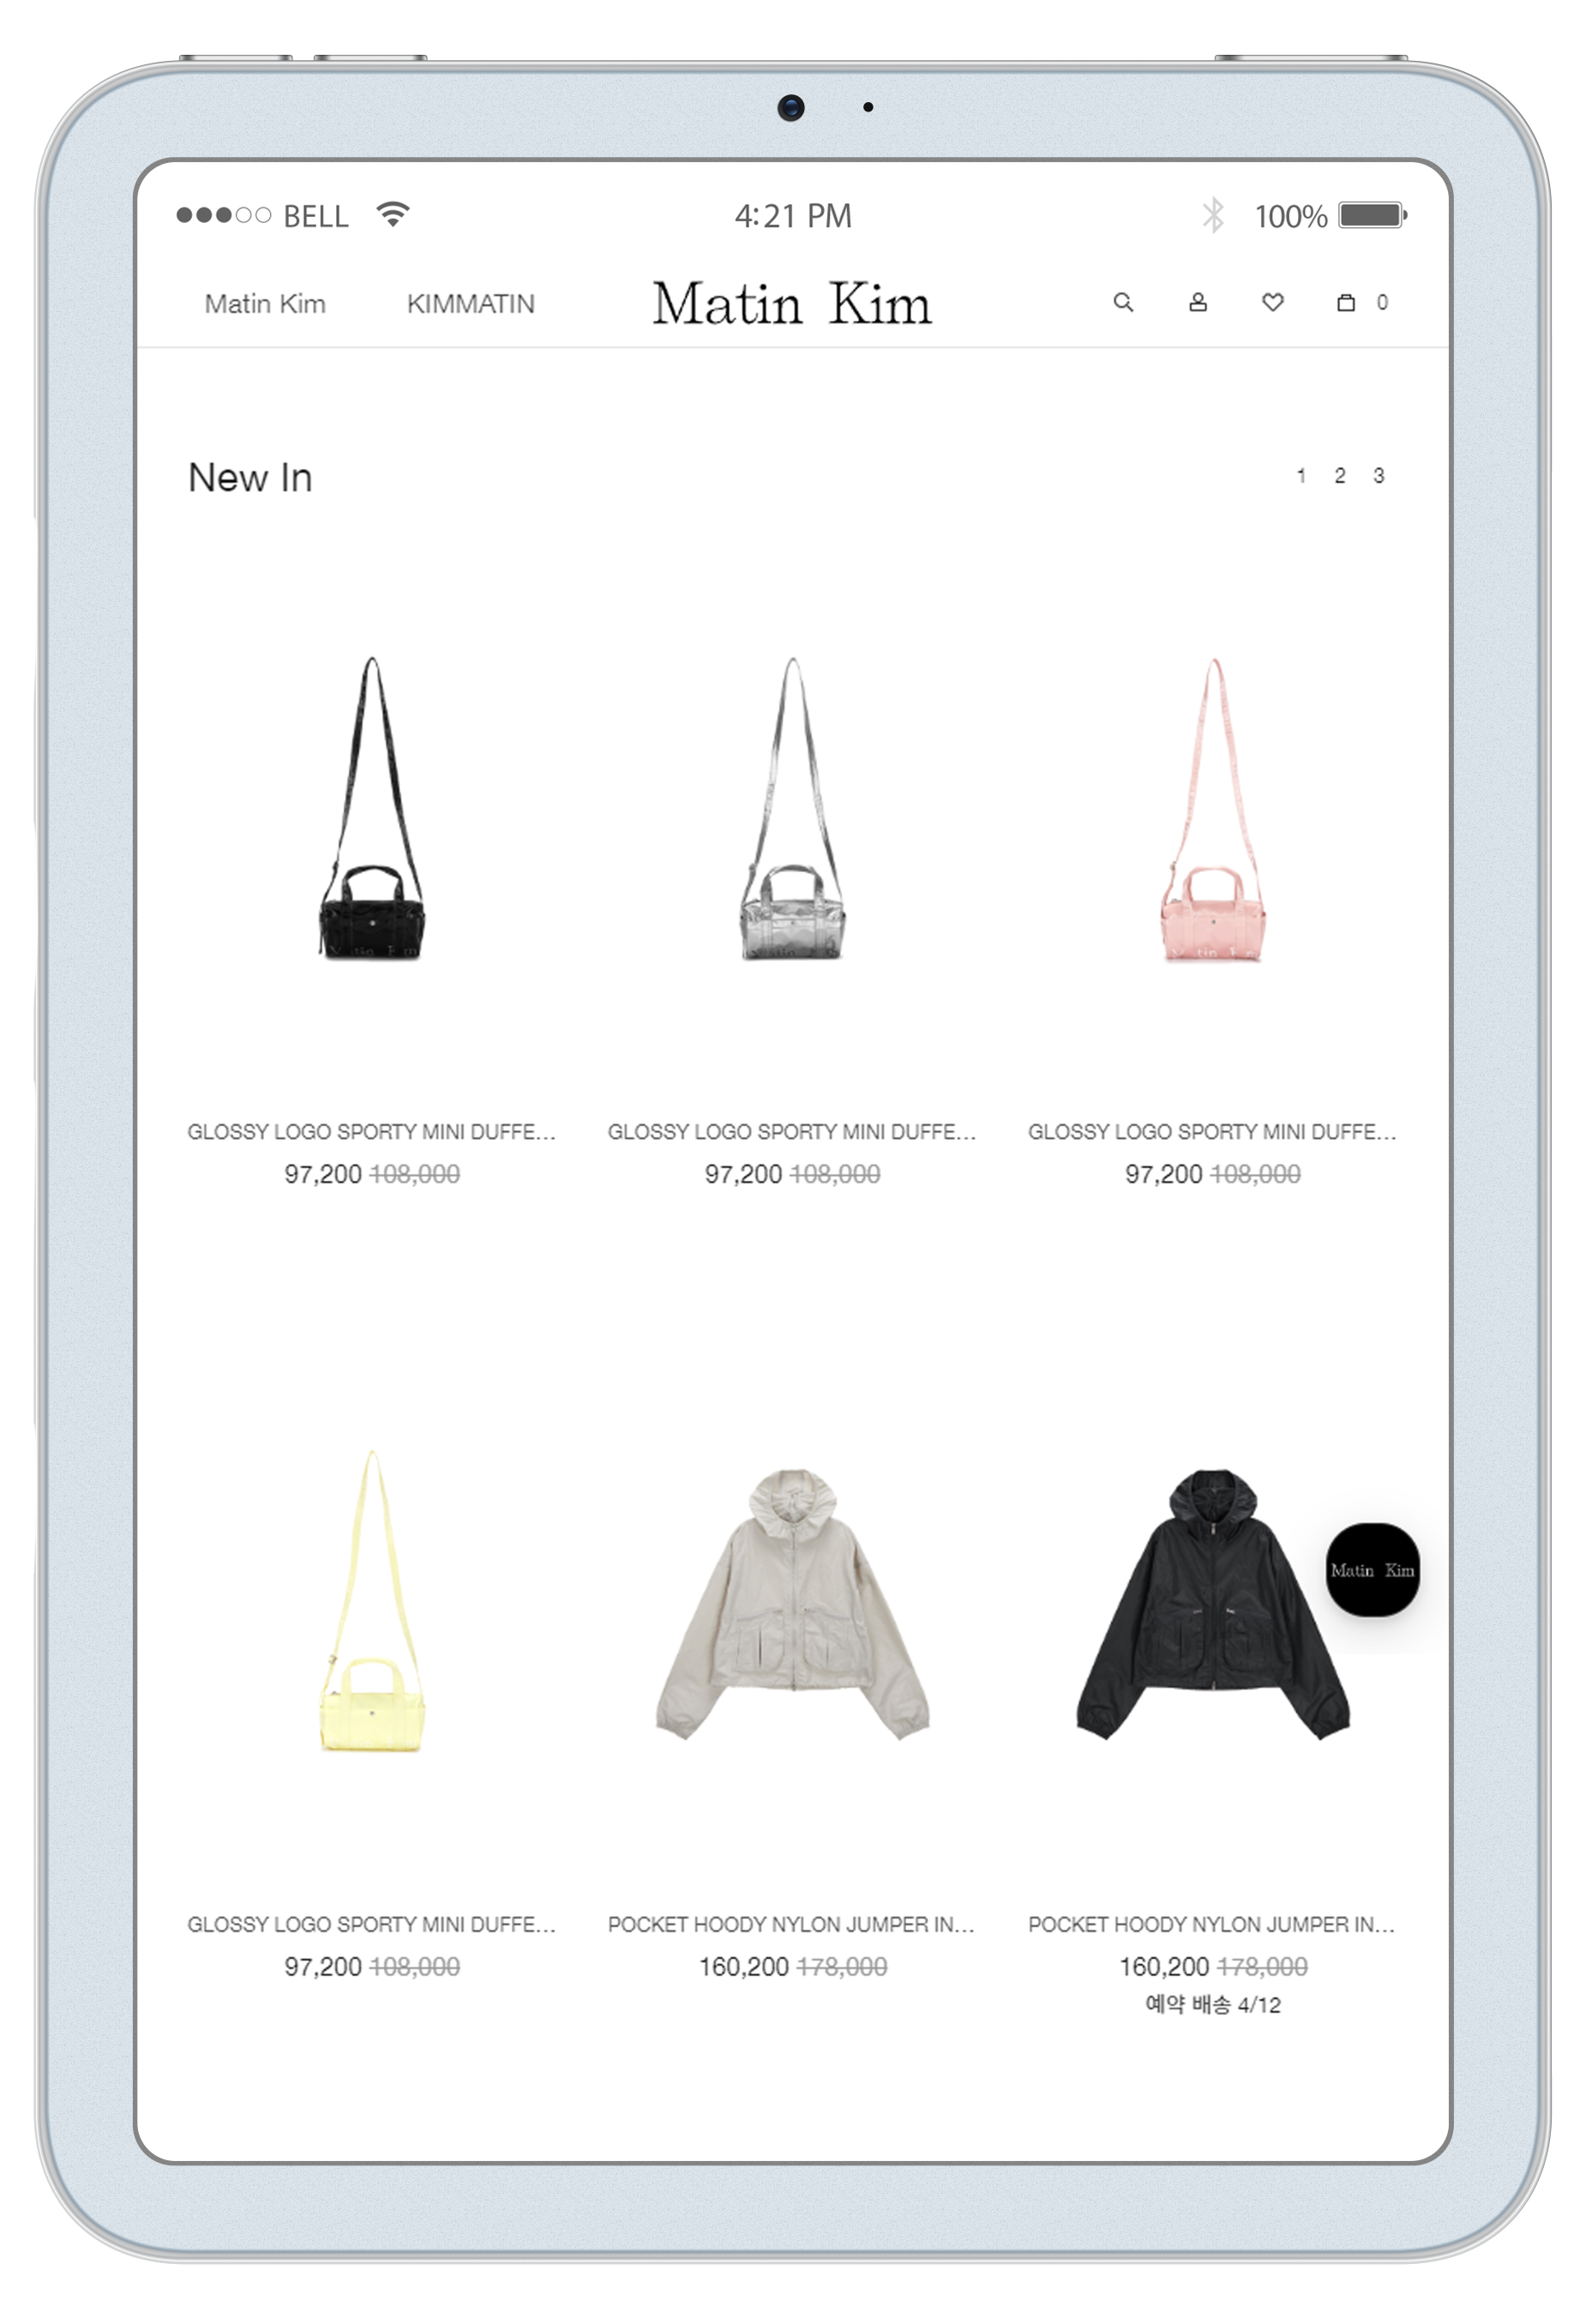 BELL 4:21 PM 100%
Matin Kim KIMMATIN Matin Kim 0
New In 1 2 3
GLOSSY LOGO SPORTY MINI DUFFE... GLOSSY LOGO SPORTY MINI DUFFE... GLOSSY LOGO SPORTY MINI DUFFE...
97,200 108,000 97,200 108,000 97,200 108,000
Matin Kim
GLOSSY LOGO SPORTY MINI DUFFE... POCKET HOODY NYLON JUMPER IN... POCKET HOODY NYLON JUMPER IN...
97,200 108,000 160,200 178,000 160,200 178,000
예약 배송 4/12